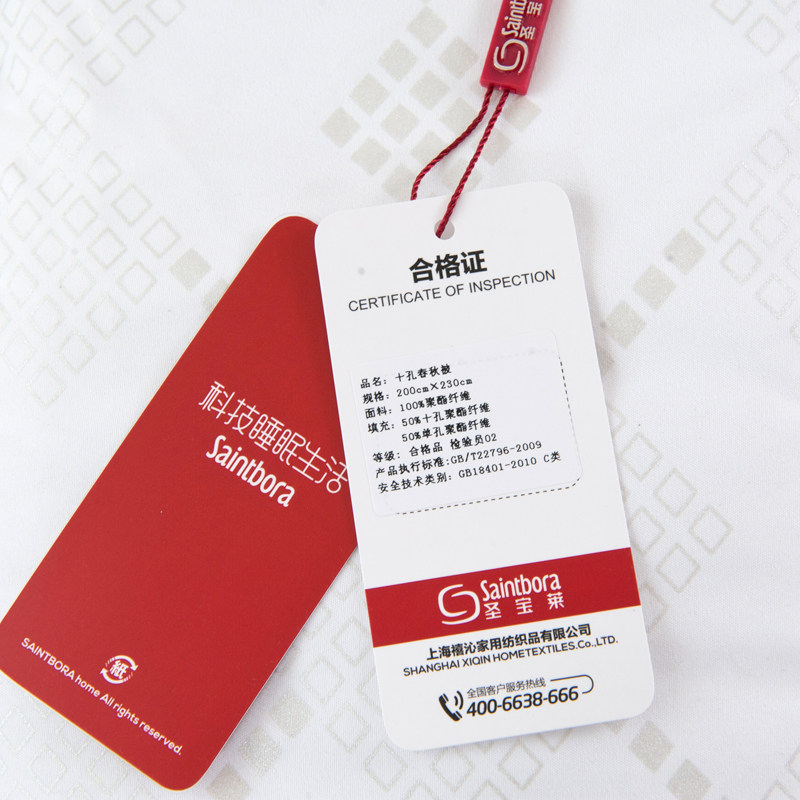 Saintbora
圣宝莱
合格证
CERTIFICATE OF INSPECTION
品名: 十孔春秋被
规格: 200cm×230cm
面料: 100%聚酯纤维
填充: 50%十孔聚酯纤维
50%单孔聚酯纤维
等级: 合格品 检验员02
产品执行标准:GB/T22796-2009
安全技术类别: GB18401-2010 C类
Saintbora
圣宝莱
上海禧沁家用纺织品有限公司
SHANGHAI XIQIN HOMETEXTILES.Co.,LTD.
全国客户服务热线
400-6638-666
科技睡眠生活
Saintbora
紙
SAINTBORA home All rights reserved.